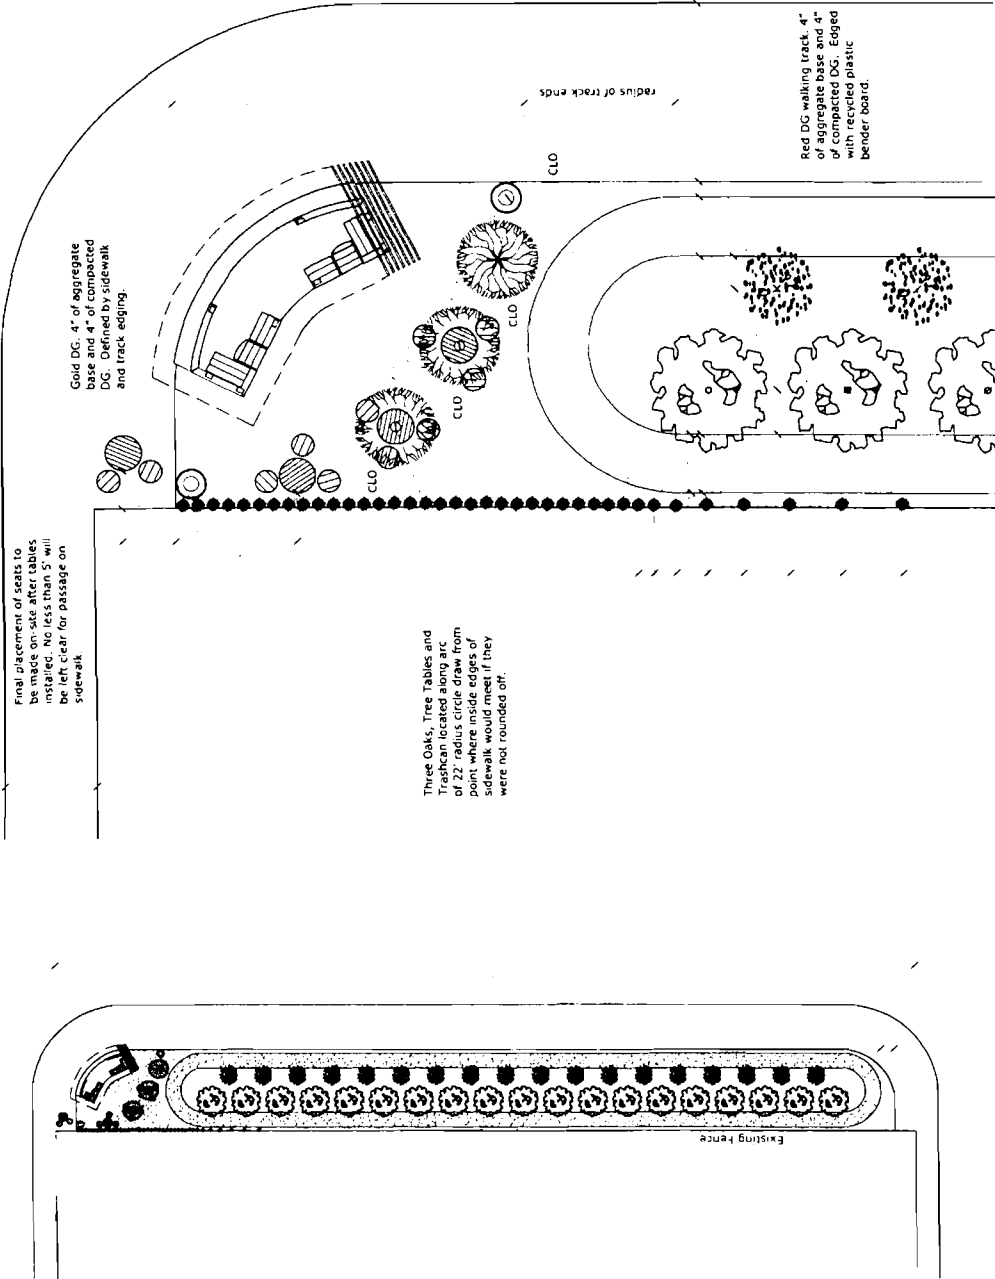 Red DG walking track. 4"
of aggregate base and 4"
of compacted DG. Edged
with recycled plastic
bender board.
radius of track ends
CLO
Gold DG. 4" of aggregate
base and 4" of compacted
DG. Defined by sidewalk
and track edging.
CLO
CLO
CLO
Final placement of seats to
be made on-site after tables
installed. No less than 5' will
be left clear for passage on
sidewalk.
Three Oaks, Tree Tables and
Trashcan located along arc
of 22' radius circle draw from
point where inside edges of
sidewalk would meet if they
were not rounded off.
Existing Fence